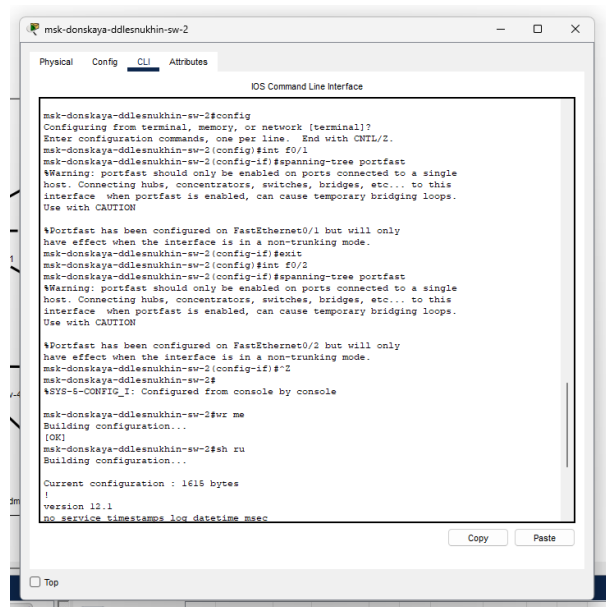 msk-donskaya-ddlesnukhin-sw-2
Physical Config CLI Attributes
IOS Command Line Interface
msk-donskaya-ddlesnukhin-sw-2#config
Configuring from terminal, memory, or network [terminal]?
Enter configuration commands, one per line.  End with CNTL/Z.
msk-donskaya-ddlesnukhin-sw-2(config)#int f0/1
msk-donskaya-ddlesnukhin-sw-2(config-if)#spanning-tree portfast
%Warning: portfast should only be enabled on ports connected to a single
host. Connecting hubs, concentrators, switches, bridges, etc... to this
interface  when portfast is enabled, can cause temporary bridging loops.
Use with CAUTION
%Portfast has been configured on FastEthernet0/1 but will only
have effect when the interface is in a non-trunking mode.
msk-donskaya-ddlesnukhin-sw-2(config-if)#exit
msk-donskaya-ddlesnukhin-sw-2(config)#int f0/2
msk-donskaya-ddlesnukhin-sw-2(config-if)#spanning-tree portfast
%Warning: portfast should only be enabled on ports connected to a single
host. Connecting hubs, concentrators, switches, bridges, etc... to this
interface  when portfast is enabled, can cause temporary bridging loops.
Use with CAUTION
%Portfast has been configured on FastEthernet0/2 but will only
have effect when the interface is in a non-trunking mode.
msk-donskaya-ddlesnukhin-sw-2(config-if)#^Z
msk-donskaya-ddlesnukhin-sw-2#
%SYS-5-CONFIG_I: Configured from console by console
msk-donskaya-ddlesnukhin-sw-2#wr me
Building configuration...
[OK]
msk-donskaya-ddlesnukhin-sw-2#sh ru
Building configuration...
Current configuration : 1615 bytes
!
version 12.1
no service timestamps log datetime msec
Copy Paste
Top